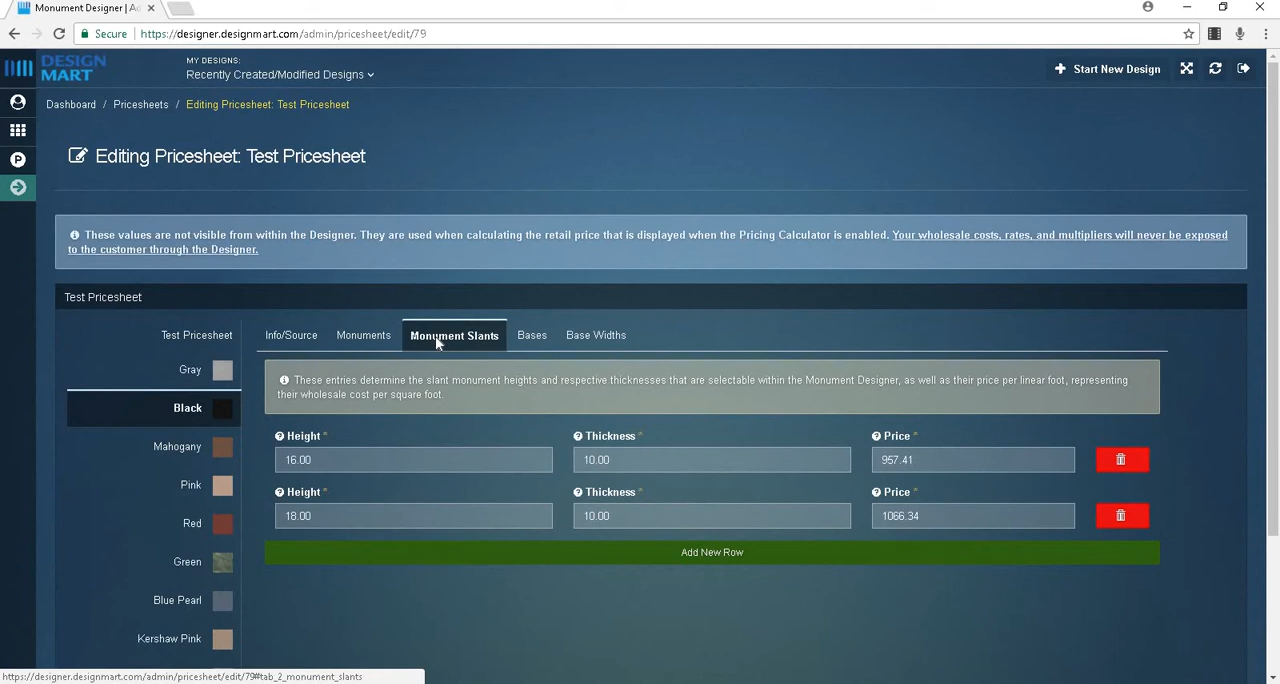 Monument Designer | Ac
Secure
https://designer.designmart.com/admin/pricesheet/edit/79
DESIGN
MART
MY DESIGNS:
Recently Created/Modified Designs
Start New Design
Dashboard / Pricesheets / Editing Pricesheet: Test Pricesheet
Editing Pricesheet: Test Pricesheet
These values are not visible from within the Designer. They are used when calculating the retail price that is displayed when the Pricing Calculator is enabled. Your wholesale costs, rates, and multipliers will never be exposed
to the customer through the Designer.
Test Pricesheet
Test Pricesheet
Gray
Black
Mahogany
Pink
Red
Green
Blue Pearl
Kershaw Pink
Info/Source Monuments Monument Slants Bases Base Widths
These entries determine the slant monument heights and respective thicknesses that are selectable within the Monument Designer, as well as their price per linear foot, representing
their wholesale cost per square foot.
Height * Thickness * Price *
16.00 10.00 957.41
Height * Thickness * Price *
18.00 10.00 1066.34
Add New Row
https://designer.designmart.com/admin/pricesheet/edit/79#tab_2_monument_slants